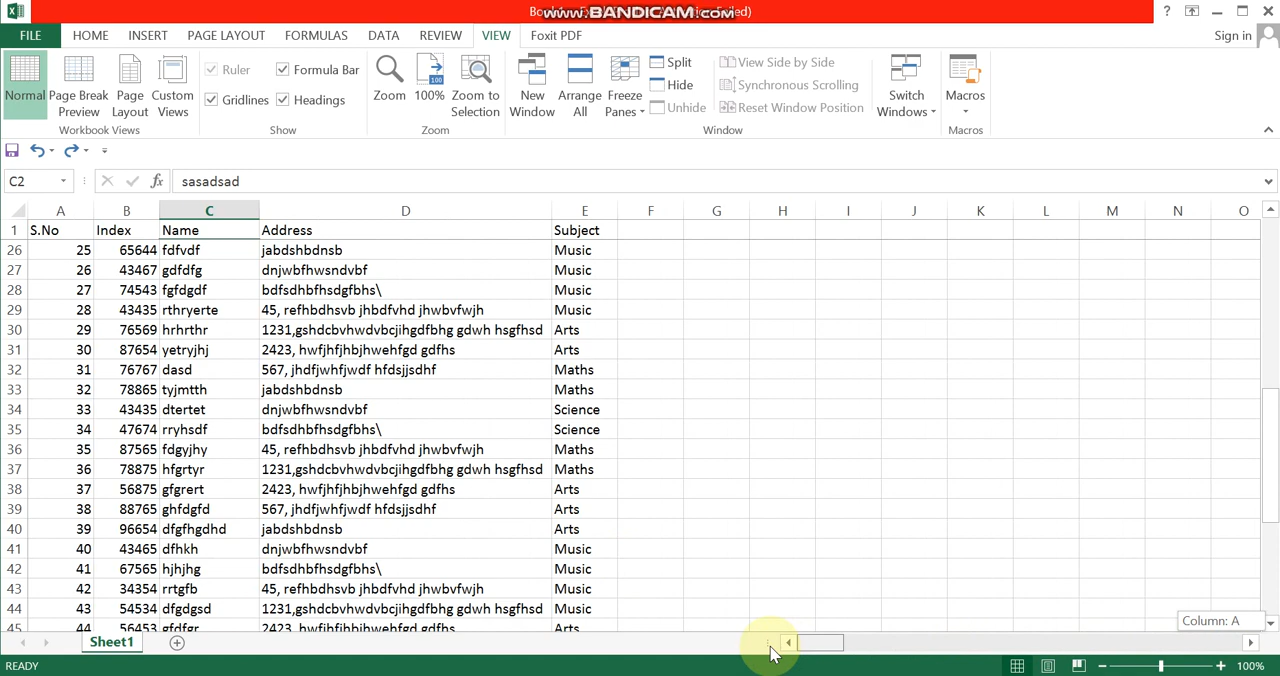 www.BANDICAM.com
FILE HOME INSERT PAGE LAYOUT FORMULAS DATA REVIEW VIEW Foxit PDF Sign in
Normal Page Break Preview Page Layout Custom Views
Workbook Views
Ruler Formula Bar
Gridlines Headings
Show
Zoom 100% Zoom to Selection
Zoom
New Window Arrange All Freeze Panes
Split
Hide
Unhide
View Side by Side
Synchronous Scrolling
Reset Window Position
Window
Switch Windows
Macros
Macros
C2 fx sasadsad
A B C D E F G H I J K L M N O
1 S.No Index Name Address Subject
26 25 65644 fdfvdf jabdshbdnsb Music
27 26 43467 gdfdfg dnjwbfhwsndvbf Music
28 27 74543 fgfdgdf bdfsdhbfhsdgfbhs\ Music
29 28 43435 rthryerte 45, refhbdhsvb jhbdfvhd jhwbvfwjh Music
30 29 76569 hrhrthr 1231,gshdcbvhwdvbcjihgdfbhg gdwh hsgfhsd Arts
31 30 87654 yetryjhj 2423, hwfjhfjhbjhwehfgd gdfhs Arts
32 31 76767 dasd 567, jhdfjwhfjwdf hfdsjjsdhf Maths
33 32 78865 tyjmtth jabdshbdnsb Maths
34 33 43435 dtertet dnjwbfhwsndvbf Science
35 34 47674 rryhsdf bdfsdhbfhsdgfbhs\ Science
36 35 87565 fdgyjhy 45, refhbdhsvb jhbdfvhd jhwbvfwjh Maths
37 36 78875 hfgrtyr 1231,gshdcbvhwdvbcjihgdfbhg gdwh hsgfhsd Maths
38 37 56875 gfgrert 2423, hwfjhfjhbjhwehfgd gdfhs Arts
39 38 88765 ghfdgfd 567, jhdfjwhfjwdf hfdsjjsdhf Arts
40 39 96654 dfgfhgdhd jabdshbdnsb Arts
41 40 43465 dfhkh dnjwbfhwsndvbf Music
42 41 67565 hjhjhg bdfsdhbfhsdgfbhs\ Music
43 42 34354 rrtgfb 45, refhbdhsvb jhbdfvhd jhwbvfwjh Music
44 43 54534 dfgdgsd 1231,gshdcbvhwdvbcjihgdfbhg gdwh hsgfhsd Music
45 44 56453 gfdfgr 2423, hwfjhfjhbjhwehfgd gdfhs Arts
Column: A
Sheet1
READY 100%